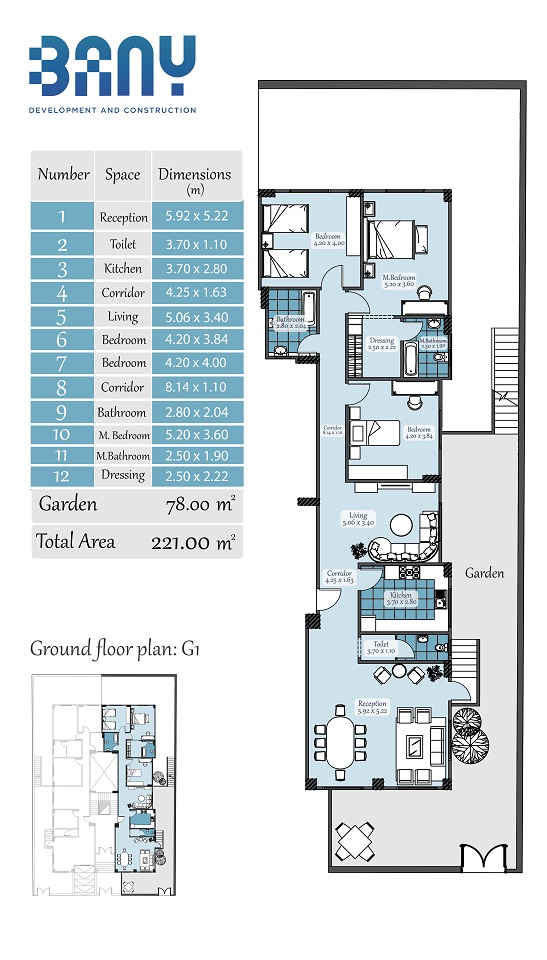 BANY
DEVELOPMENT AND CONSTRUCTION
Number Space Dimensions (m)
1 Reception 5.92 x 5.22
2 Toilet 3.70 x 1.10
3 Kitchen 3.70 x 2.80
4 Corridor 4.25 x 1.63
5 Living 5.06 x 3.40
6 Bedroom 4.20 x 3.84
7 Bedroom 4.20 x 4.00
8 Corridor 8.14 x 1.10
9 Bathroom 2.80 x 2.04
10 M. Bedroom 5.20 x 3.60
11 M.Bathroom 2.50 x 1.90
12 Dressing 2.50 x 2.22
Garden 78.00 m²
Total Area 221.00 m²
Ground floor plan: G1
Bedroom
4.20 x 4.00
M.Bedroom
5.20 x 3.60
Bathroom
2.80 x 2.04
Dressing
2.50 x 2.22
M.Bathroom
2.50 x 1.90
Corridor
8.14 x 1.10
Bedroom
4.20 x 3.84
Living
5.06 x 3.40
Garden
Corridor
4.25 x 1.63
Kitchen
3.70 x 2.80
Toilet
3.70 x 1.10
Reception
5.92 x 5.22